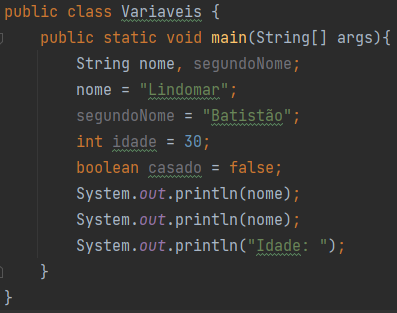 public class Variaveis {
    public static void main(String[] args){
        String nome, segundoNome;
        nome = "Lindomar";
        segundoNome = "Batistão";
        int idade = 30;
        boolean casado = false;
        System.out.println(nome);
        System.out.println(nome);
        System.out.println("Idade: ");
    }
}